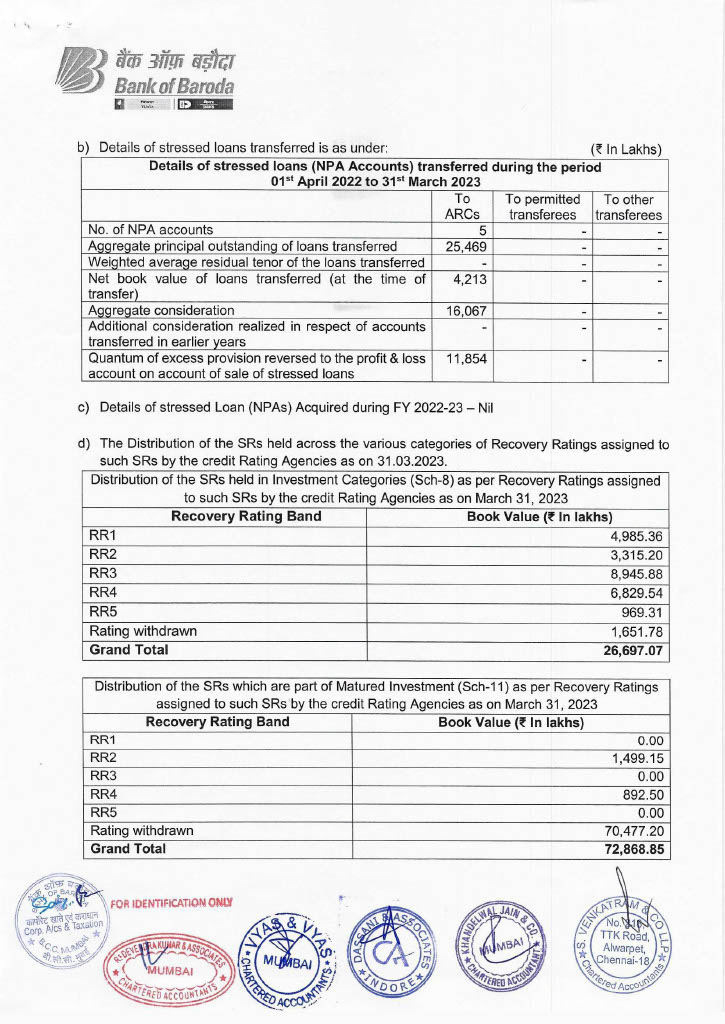 बैंक ऑफ़ बड़ौदा
Bank of Baroda
b) Details of stressed loans transferred is as under: (₹ In Lakhs)
Details of stressed loans (NPA Accounts) transferred during the period
01st April 2022 to 31st March 2023
To ARCs To permitted transferees To other transferees
No. of NPA accounts 5 - -
Aggregate principal outstanding of loans transferred 25,469 - -
Weighted average residual tenor of the loans transferred - - -
Net book value of loans transferred (at the time of
transfer) 4,213 - -
Aggregate consideration 16,067 - -
Additional consideration realized in respect of accounts
transferred in earlier years - - -
Quantum of excess provision reversed to the profit & loss
account on account of sale of stressed loans 11,854 - -
c) Details of stressed Loan (NPAs) Acquired during FY 2022-23 – Nil
d) The Distribution of the SRs held across the various categories of Recovery Ratings assigned to
such SRs by the credit Rating Agencies as on 31.03.2023.
Distribution of the SRs held in Investment Categories (Sch-8) as per Recovery Ratings assigned
to such SRs by the credit Rating Agencies as on March 31, 2023
Recovery Rating Band Book Value (₹ In lakhs)
RR1 4,985.36
RR2 3,315.20
RR3 8,945.88
RR4 6,829.54
RR5 969.31
Rating withdrawn 1,651.78
Grand Total 26,697.07
Distribution of the SRs which are part of Matured Investment (Sch-11) as per Recovery Ratings
assigned to such SRs by the credit Rating Agencies as on March 31, 2023
Recovery Rating Band Book Value (₹ In lakhs)
RR1 0.00
RR2 1,499.15
RR3 0.00
RR4 892.50
RR5 0.00
Rating withdrawn 70,477.20
Grand Total 72,868.85
FOR IDENTIFICATION ONLY
बैंक ऑफ़
OF BAR
कार्पोरेट खाते एवं कराधान
Corp. A/cs & Taxation
B.C.C. MUMBAI
बी.सी.सी. मुंबई
KUMAR & ASSOCIATES
MUMBAI
CHARTERED ACCOUNTANTS
VYAS & VYAS
MUMBAI
CHARTERED ACCOUNTANTS
DASSANI & ASSOCIATES
CA
INDORE
KHANDELWAL JAIN & CO.
MUMBAI
CHARTERED ACCOUNTANTS
S. VENKATRAM & CO LLP
No.
TTK Road,
Alwarpet,
Chennai-18
Chartered Accountants